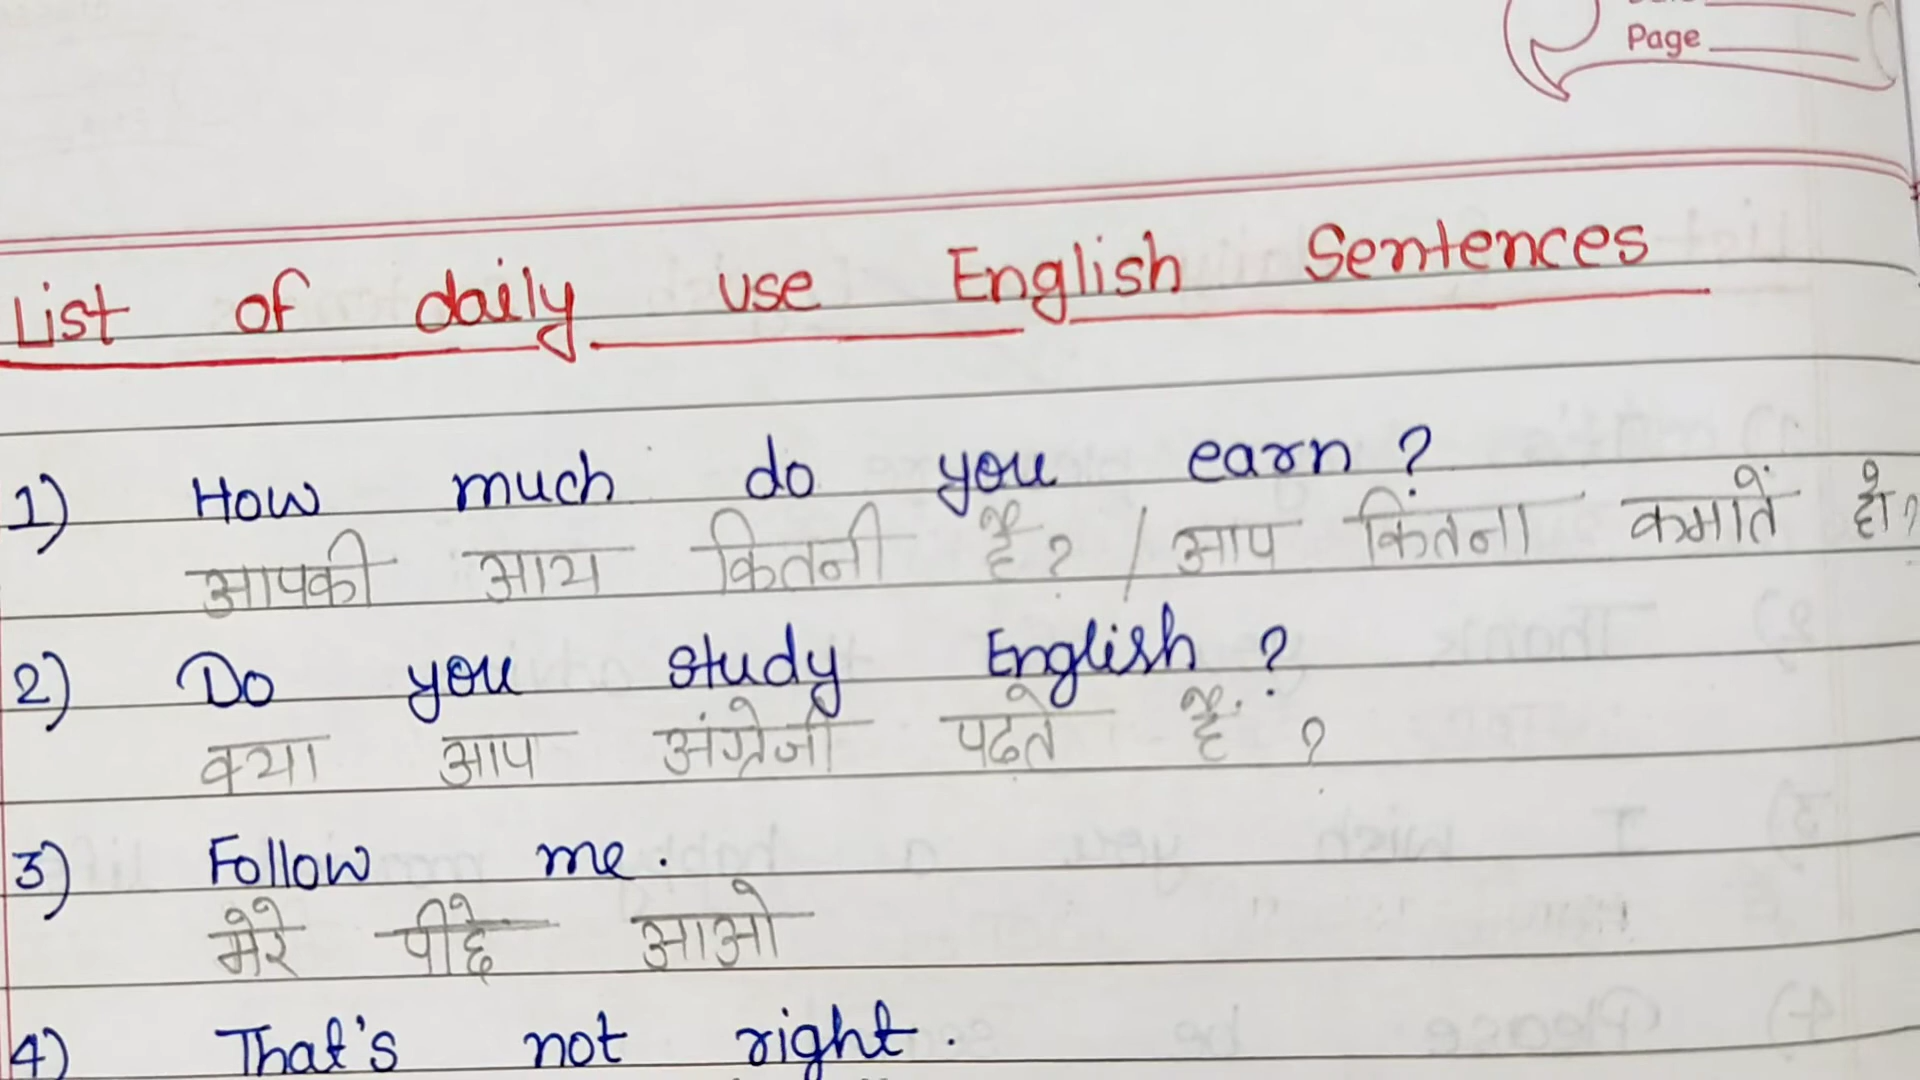 Page
List of daily use English Sentences
1) How much do you earn?
आपकी आय कितनी है? / आप कितना कमाते हो?
2) Do you study English?
क्या आप अंग्रेजी पढते हैं ?
3) Follow me.
मेरे पीछे आओ
4) That's not right.